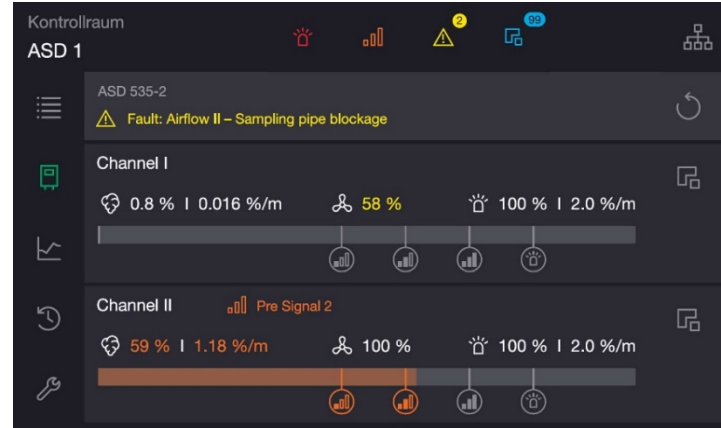 Kontrollraum
ASD 1
2
99
ASD 535-2
Fault: Airflow II – Sampling pipe blockage
Channel I
0.8 % I 0.016 %/m
58 %
100 % I 2.0 %/m
Channel II
Pre Signal 2
59 % I 1.18 %/m
100 %
100 % I 2.0 %/m